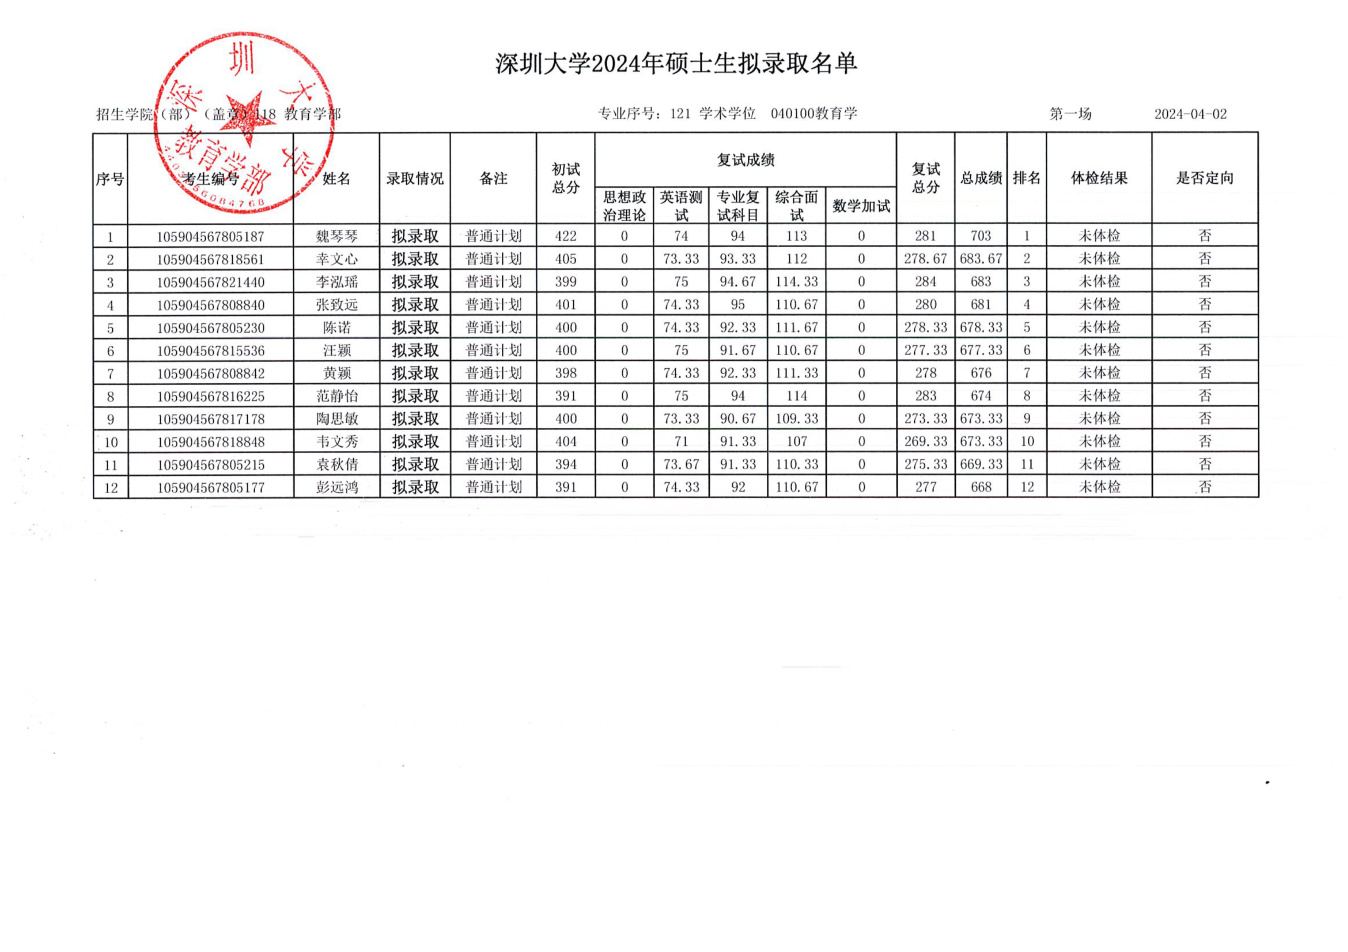 深圳大学2024年硕士生拟录取名单
招生学院（部）（盖章）118 教育学部 专业序号：121 学术学位 040100教育学 第一场 2024-04-02
深圳大学
教育学部
序号 考生编号 姓名 录取情况 备注 初试总分 复试成绩 复试总分 总成绩 排名 体检结果 是否定向
思想政治理论 英语测试 专业复试科目 综合面试 数学加试
1 105904567805187 魏琴琴 拟录取 普通计划 422 0 74 94 113 0 281 703 1 未体检 否
2 105904567818561 幸文心 拟录取 普通计划 405 0 73.33 93.33 112 0 278.67 683.67 2 未体检 否
3 105904567821440 李泓瑶 拟录取 普通计划 399 0 75 94.67 114.33 0 284 683 3 未体检 否
4 105904567808840 张致远 拟录取 普通计划 401 0 74.33 95 110.67 0 280 681 4 未体检 否
5 105904567805230 陈诺 拟录取 普通计划 400 0 74.33 92.33 111.67 0 278.33 678.33 5 未体检 否
6 105904567815536 汪颖 拟录取 普通计划 400 0 75 91.67 110.67 0 277.33 677.33 6 未体检 否
7 105904567808842 黄颖 拟录取 普通计划 398 0 74.33 92.33 111.33 0 278 676 7 未体检 否
8 105904567816225 范静怡 拟录取 普通计划 391 0 75 94 114 0 283 674 8 未体检 否
9 105904567817178 陶思敏 拟录取 普通计划 400 0 73.33 90.67 109.33 0 273.33 673.33 9 未体检 否
10 105904567818848 韦文秀 拟录取 普通计划 404 0 71 91.33 107 0 269.33 673.33 10 未体检 否
11 105904567805215 袁秋倩 拟录取 普通计划 394 0 73.67 91.33 110.33 0 275.33 669.33 11 未体检 否
12 105904567805177 彭远鸿 拟录取 普通计划 391 0 74.33 92 110.67 0 277 668 12 未体检 否